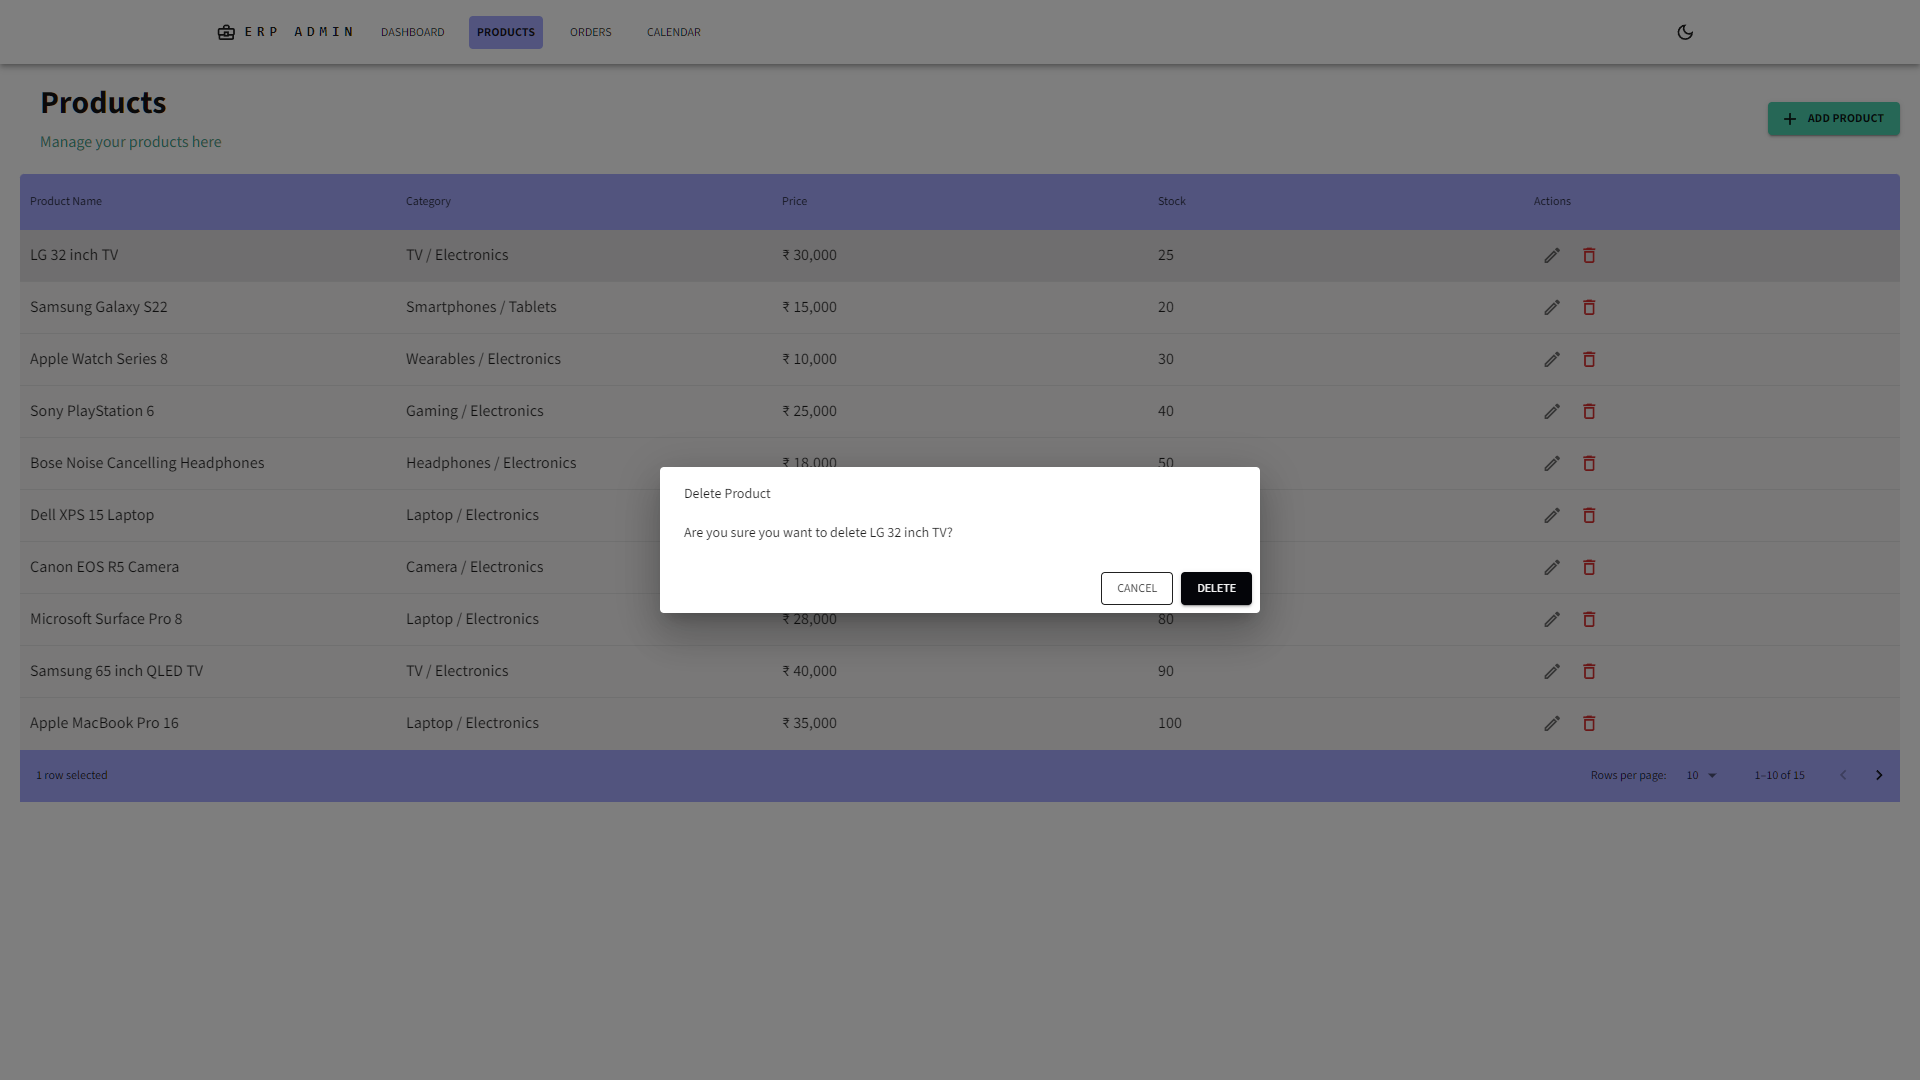 ERP ADMIN DASHBOARD PRODUCTS ORDERS CALENDAR
Products
Manage your products here
ADD PRODUCT
Product Name Category Price Stock Actions
LG 32 inch TV TV / Electronics ₹ 30,000 25
Samsung Galaxy S22 Smartphones / Tablets ₹ 15,000 20
Apple Watch Series 8 Wearables / Electronics ₹ 10,000 30
Sony PlayStation 6 Gaming / Electronics ₹ 25,000 40
Bose Noise Cancelling Headphones Headphones / Electronics ₹ 18,000 50
Dell XPS 15 Laptop Laptop / Electronics
Canon EOS R5 Camera Camera / Electronics
Microsoft Surface Pro 8 Laptop / Electronics ₹ 28,000 80
Samsung 65 inch QLED TV TV / Electronics ₹ 40,000 90
Apple MacBook Pro 16 Laptop / Electronics ₹ 35,000 100
1 row selected Rows per page: 10 1–10 of 15
Delete Product
Are you sure you want to delete LG 32 inch TV?
CANCEL DELETE